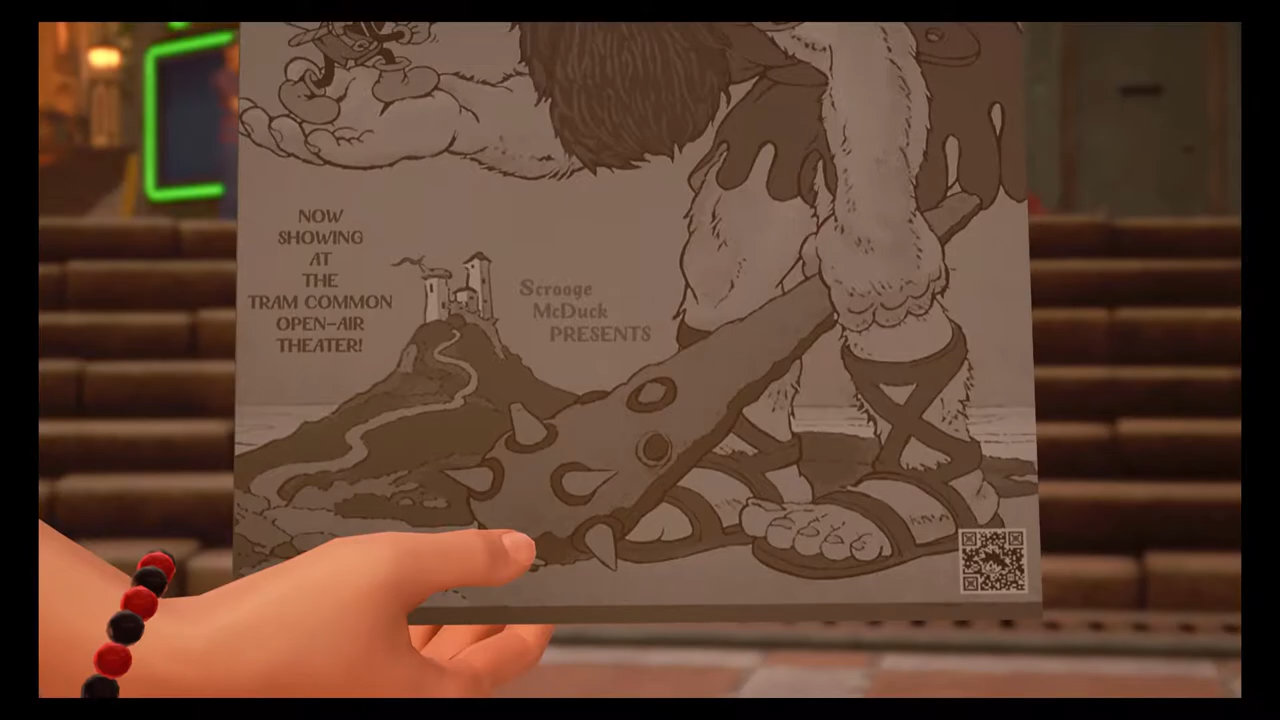 NOW
SHOWING
AT
THE
TRAM COMMON
OPEN-AIR
THEATER!
Scrooge
McDuck
PRESENTS